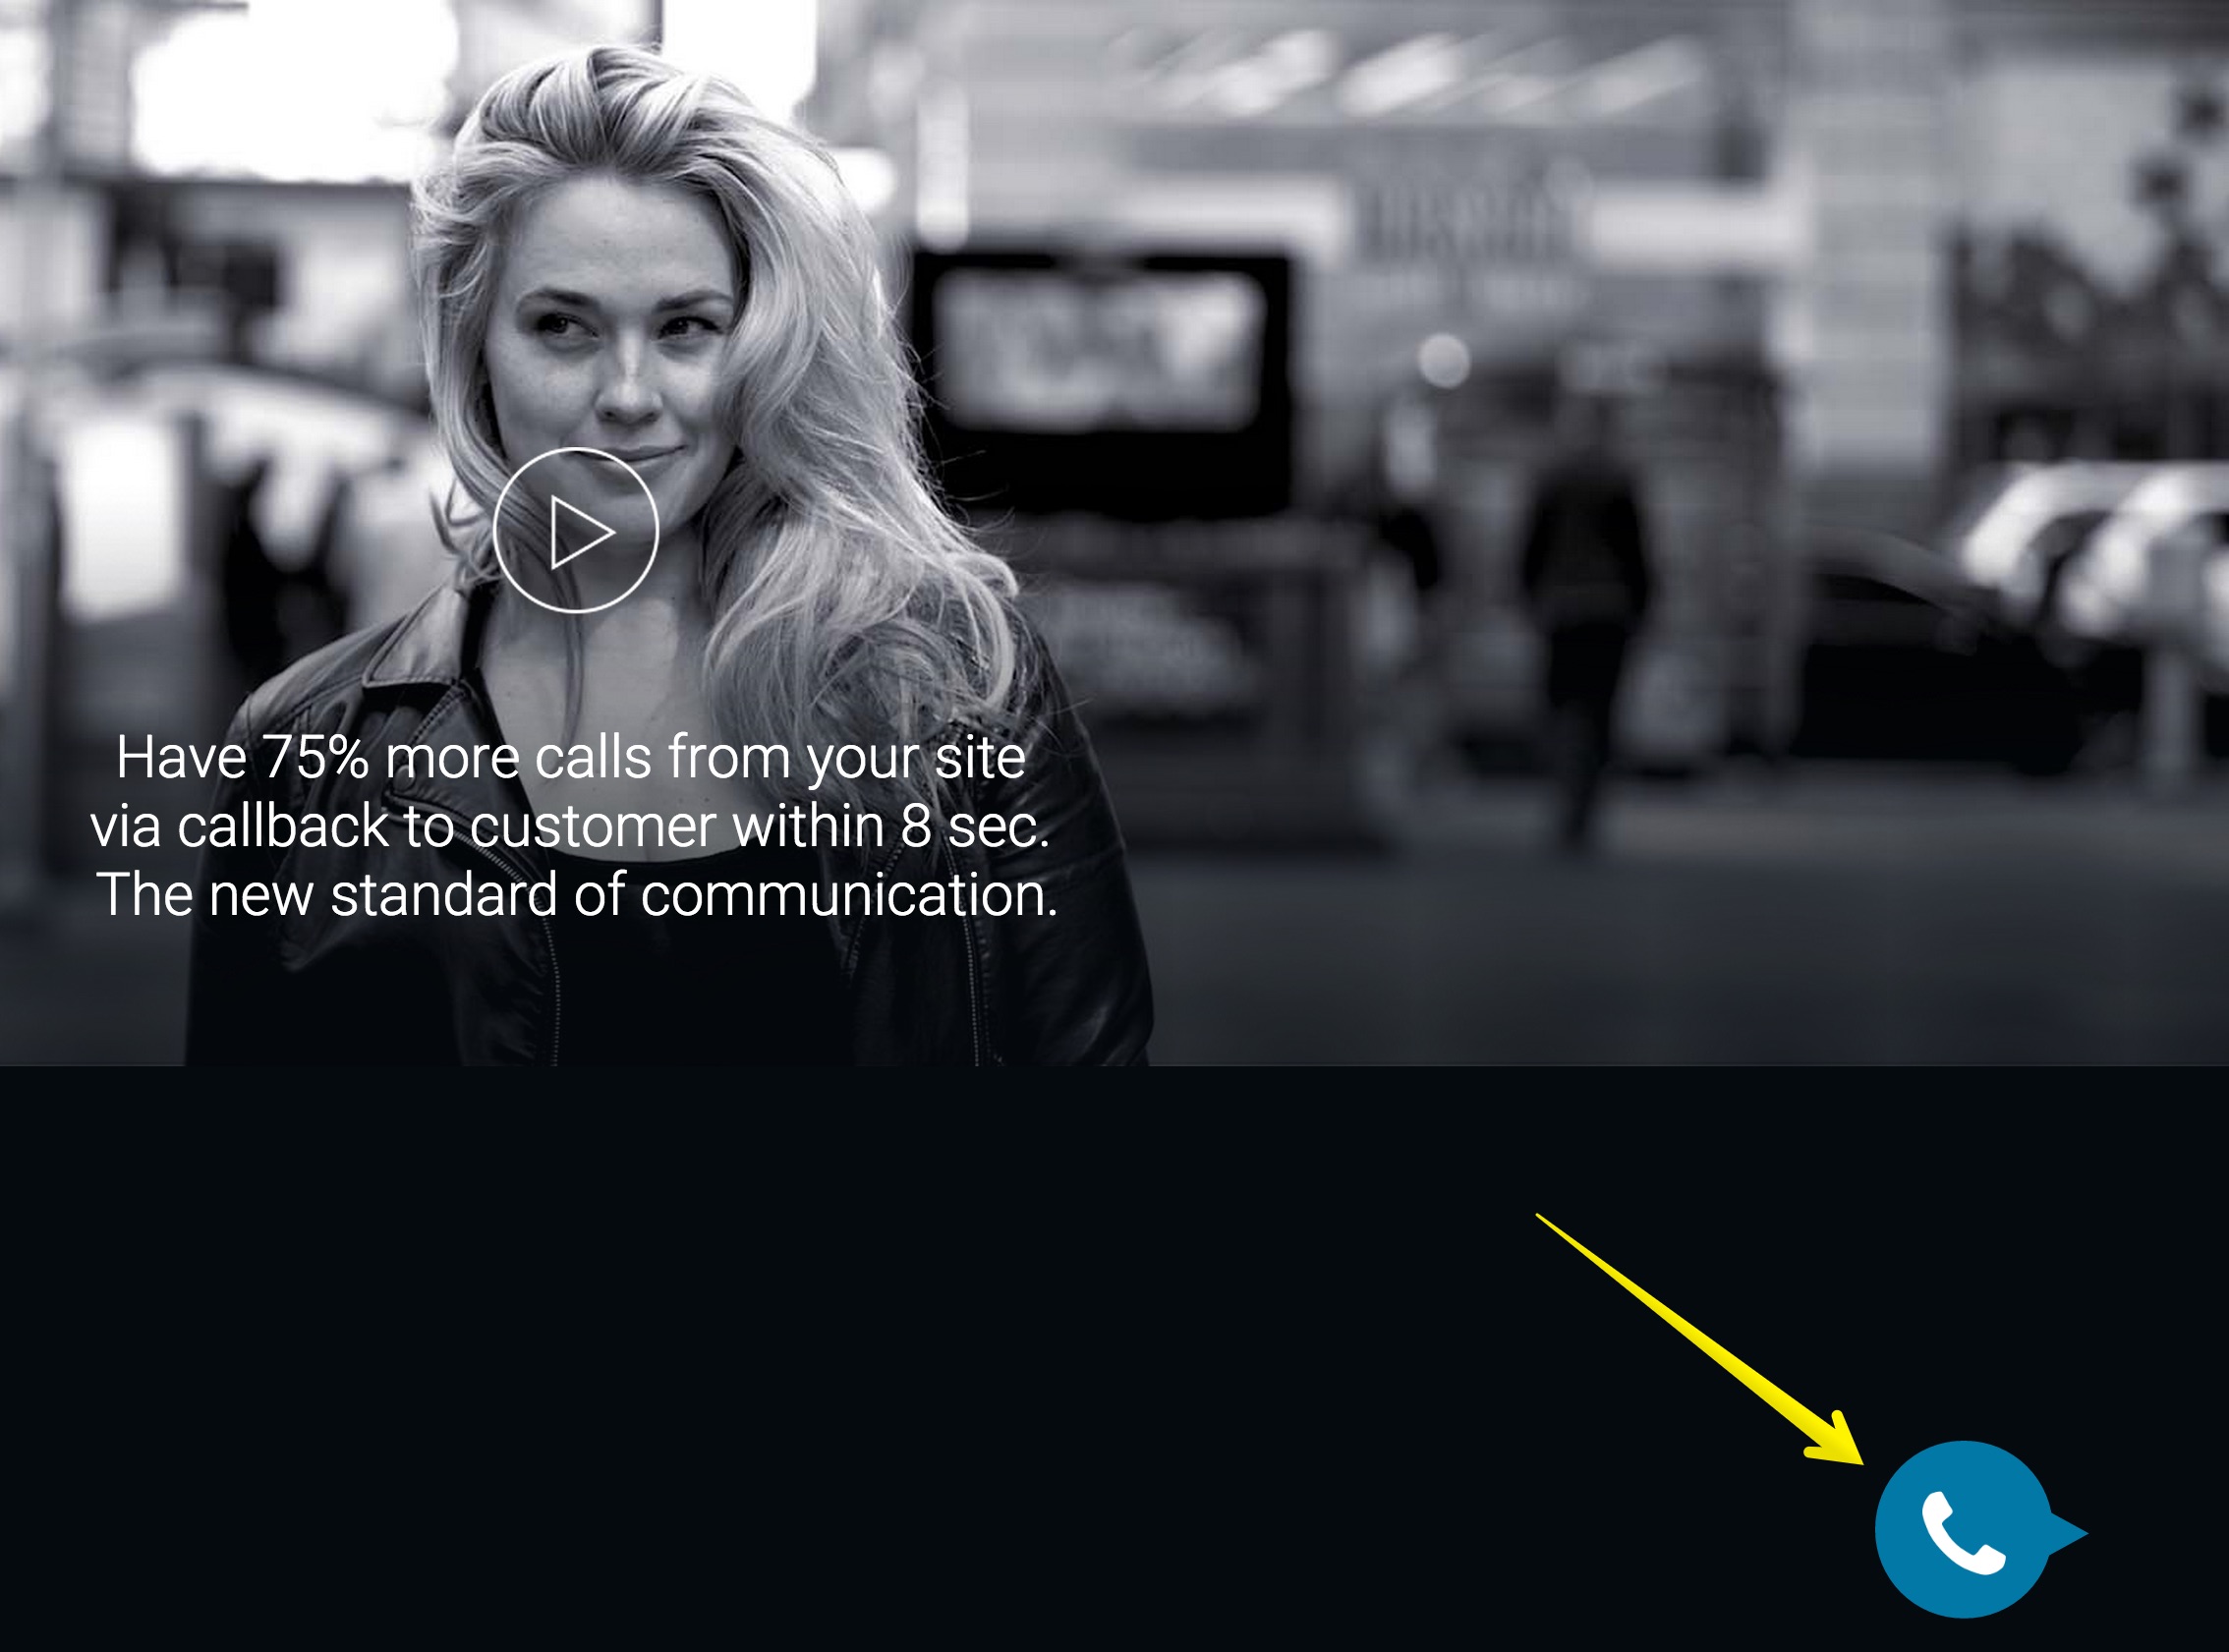 Have 75% more calls from your site
via callback to customer within 8 sec.
The new standard of communication.